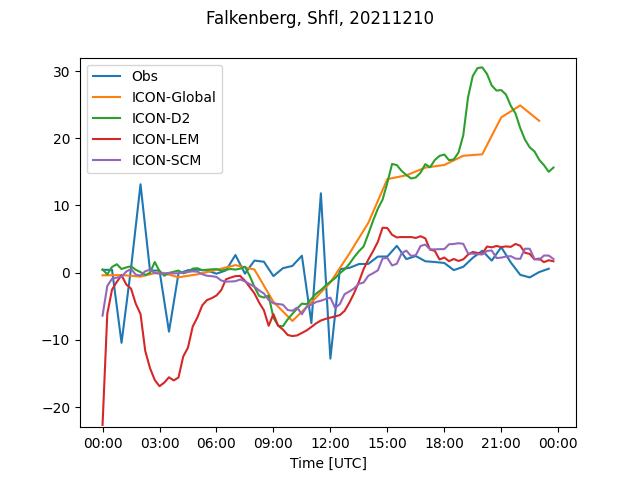 Falkenberg, Shfl, 20211210
Obs
ICON-Global
ICON-D2
ICON-LEM
ICON-SCM
30
20
10
0
−10
−20
00:00 03:00 06:00 09:00 12:00 15:00 18:00 21:00 00:00
Time [UTC]